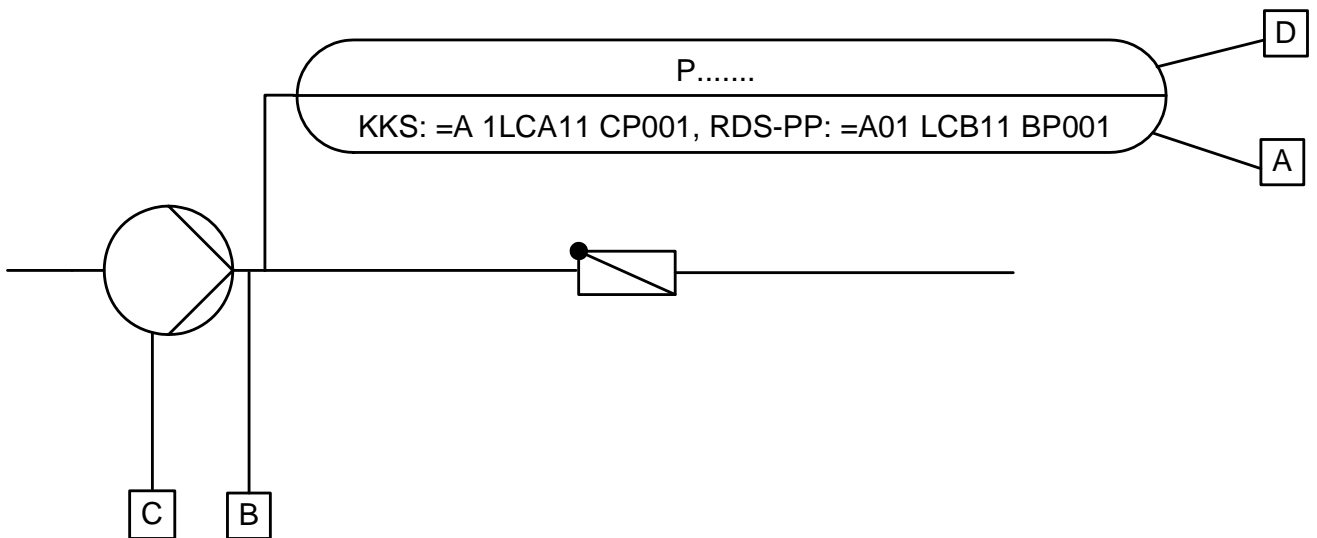 D
P.......
KKS: =A 1LCA11 CP001, RDS-PP: =A01 LCB11 BP001
A
C
B